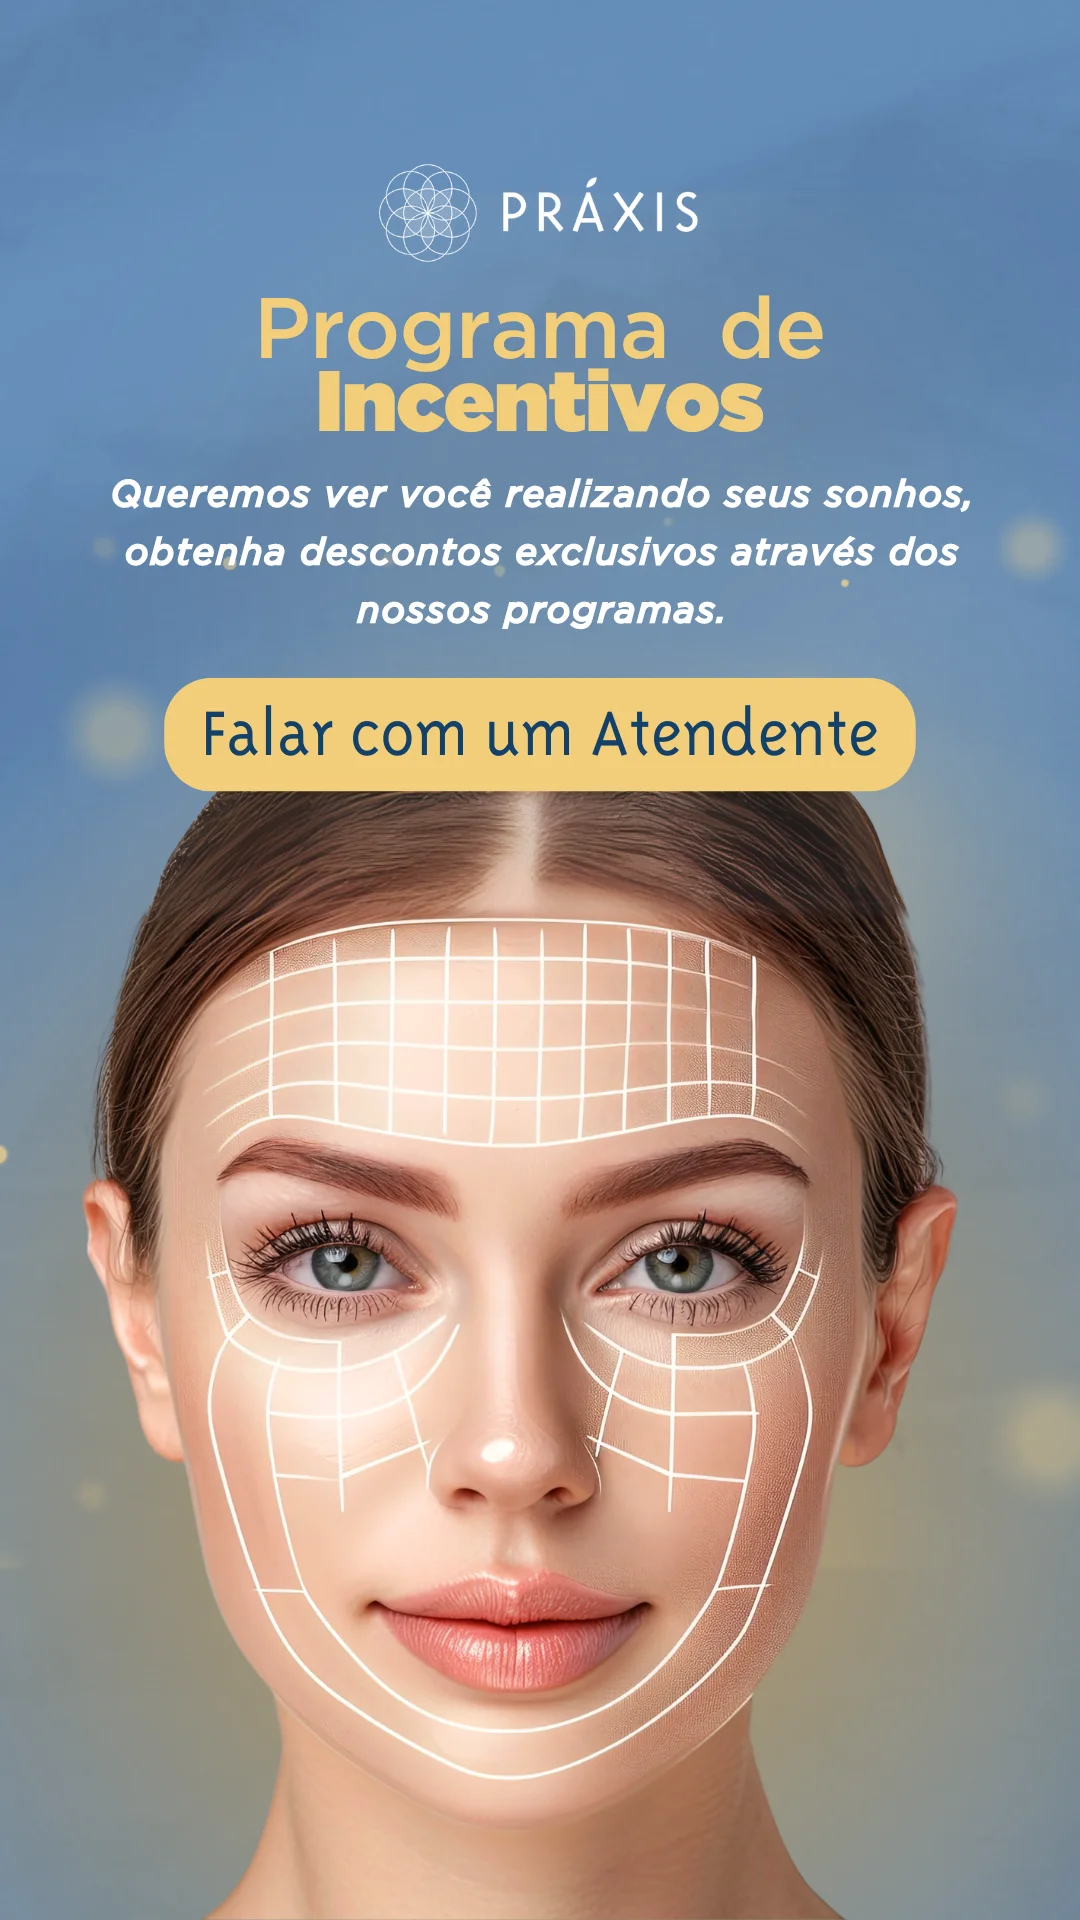 PRÁXIS
Programa de
Incentivos
Queremos ver você realizando seus sonhos,
obtenha descontos exclusivos através dos
nossos programas.
Falar com um Atendente